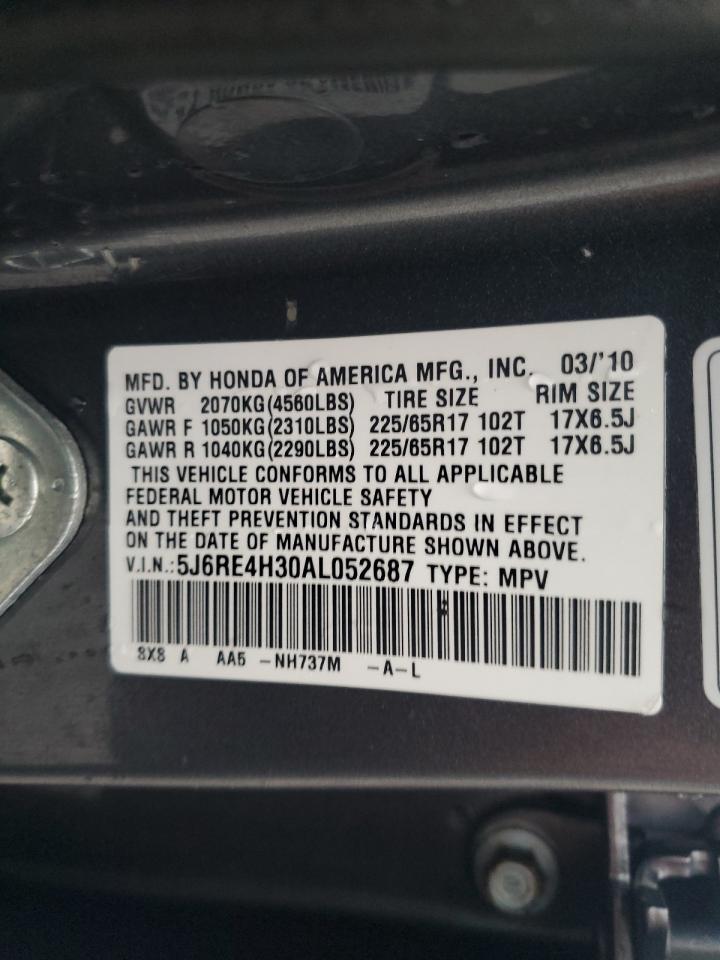 MFD. BY HONDA OF AMERICA MFG., INC. 03/'10
GVWR 2070KG(4560LBS) TIRE SIZE RIM SIZE
GAWR F 1050KG(2310LBS) 225/65R17 102T 17X6.5J
GAWR R 1040KG(2290LBS) 225/65R17 102T 17X6.5J
THIS VEHICLE CONFORMS TO ALL APPLICABLE
FEDERAL MOTOR VEHICLE SAFETY
AND THEFT PREVENTION STANDARDS IN EFFECT
ON THE DATE OF MANUFACTURE SHOWN ABOVE.
V.I.N.:5J6RE4H30AL052687 TYPE: MPV
8X8 A AA5 -NH737M -A-L